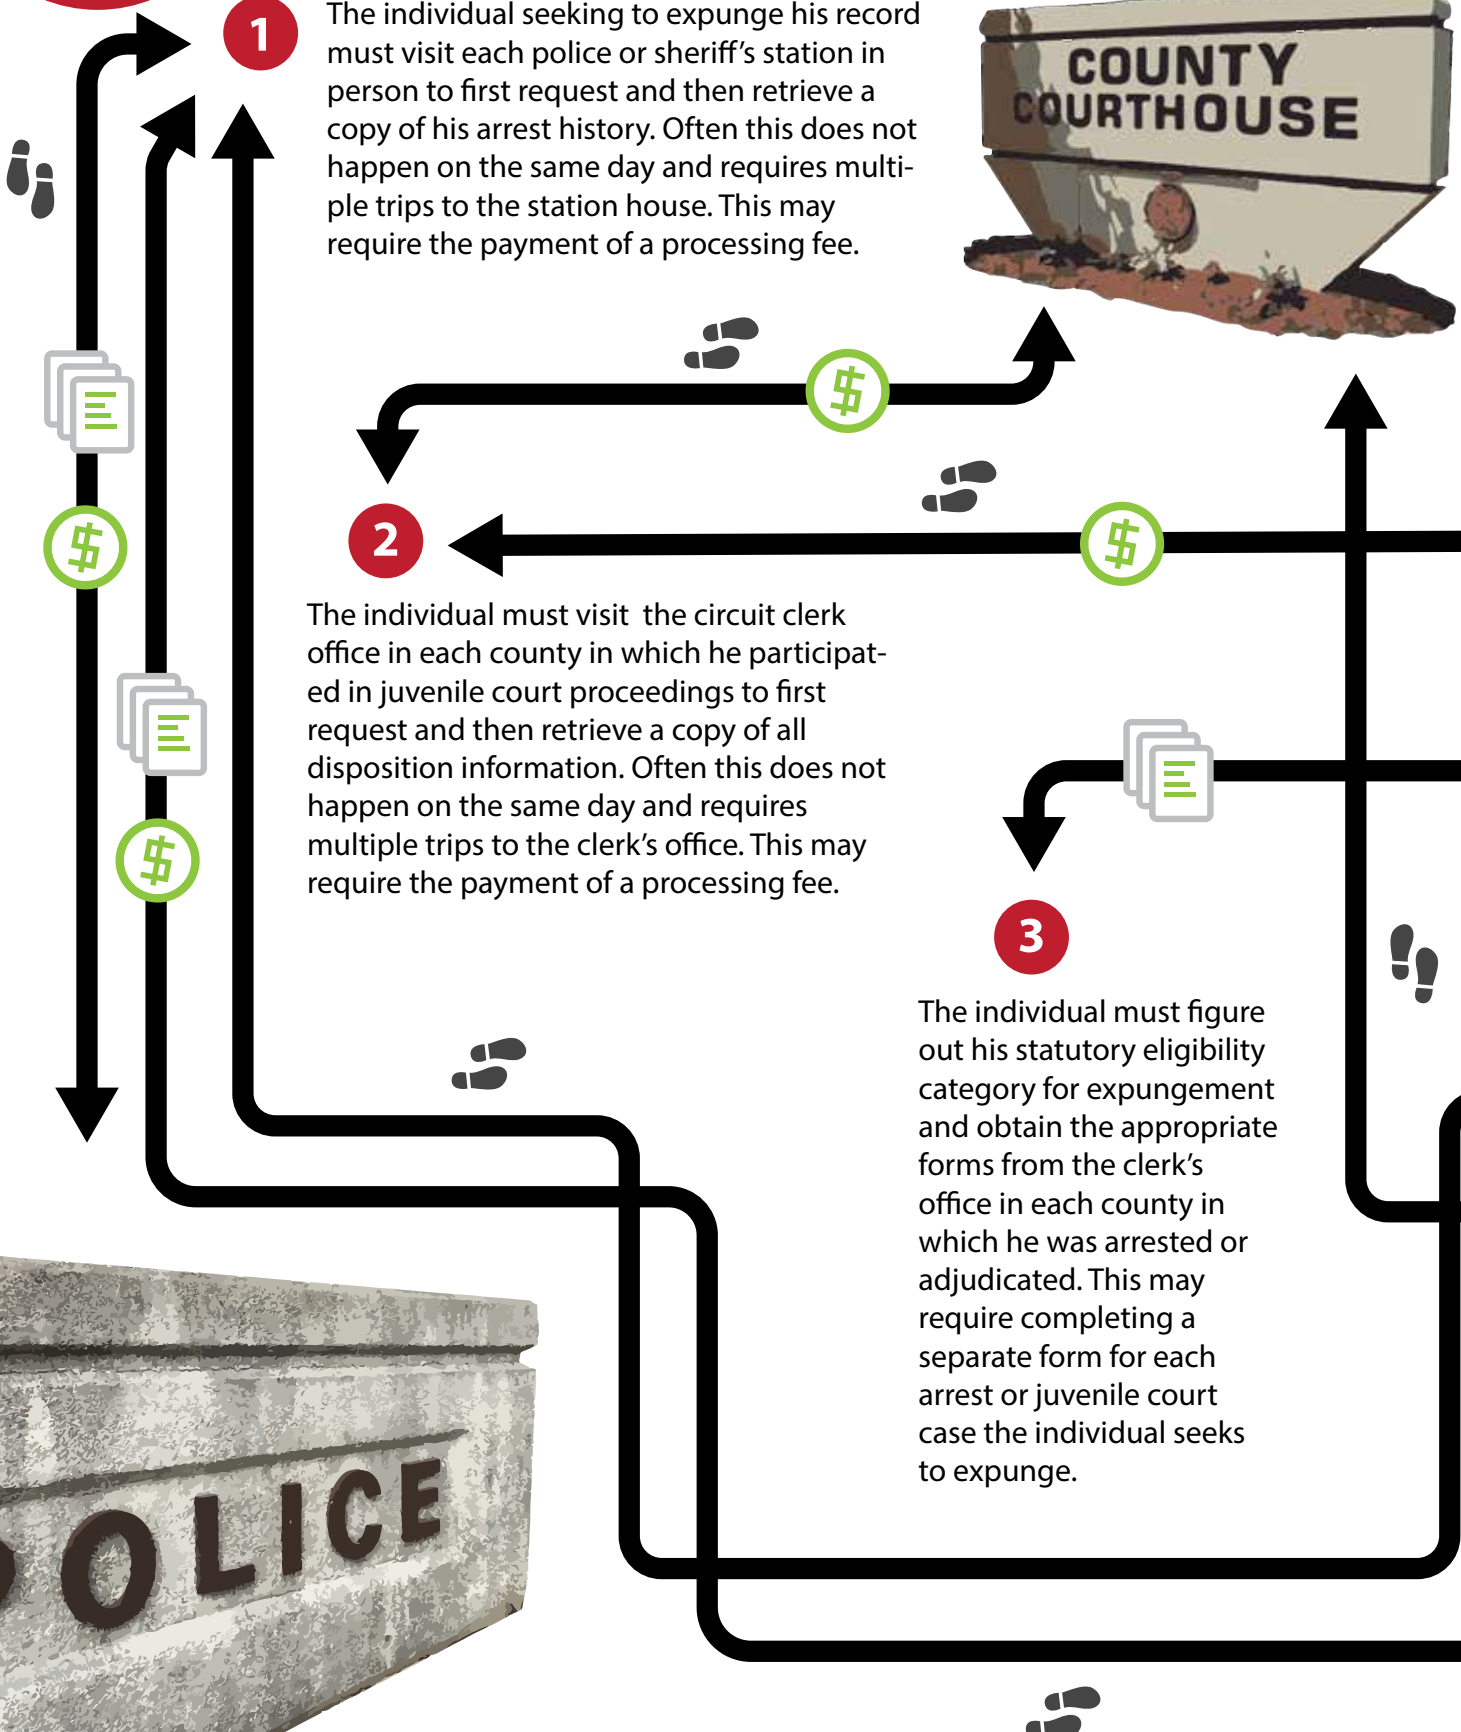 1
The individual seeking to expunge his record
must visit each police or sheriff’s station in
person to first request and then retrieve a
copy of his arrest history. Often this does not
happen on the same day and requires multi-
ple trips to the station house. This may
require the payment of a processing fee.
COUNTY
COURTHOUSE
$
$
$
$
2
The individual must visit the circuit clerk
office in each county in which he participat-
ed in juvenile court proceedings to first
request and then retrieve a copy of all
disposition information. Often this does not
happen on the same day and requires
multiple trips to the clerk’s office. This may
require the payment of a processing fee.
3
The individual must figure
out his statutory eligibility
category for expungement
and obtain the appropriate
forms from the clerk’s
office in each county in
which he was arrested or
adjudicated. This may
require completing a
separate form for each
arrest or juvenile court
case the individual seeks
to expunge.
POLICE